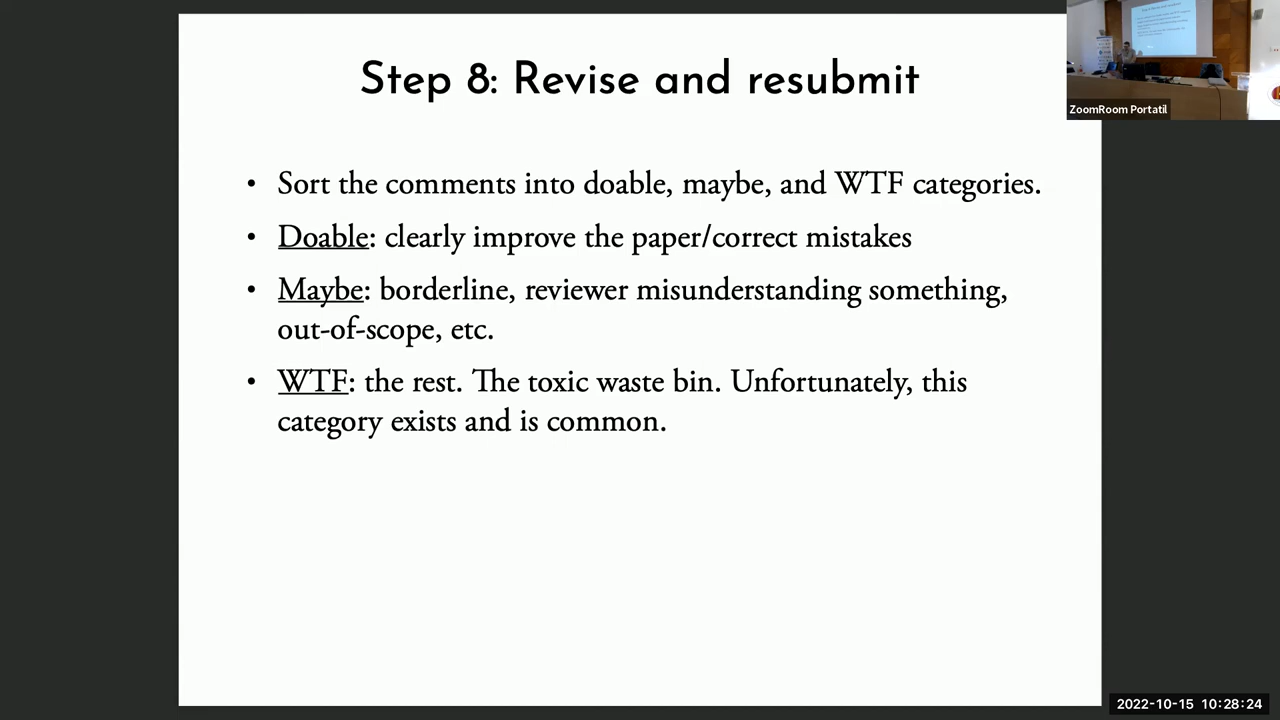 Step 8: Revise and resubmit
• Sort the comments into doable, maybe, and WTF categories.
• Doable: clearly improve the paper/correct mistakes
• Maybe: borderline, reviewer misunderstanding something,
out-of-scope, etc.
• WTF: the rest. The toxic waste bin. Unfortunately, this
category exists and is common.
ZoomRoom Portatil
2022-10-15 10:28:24